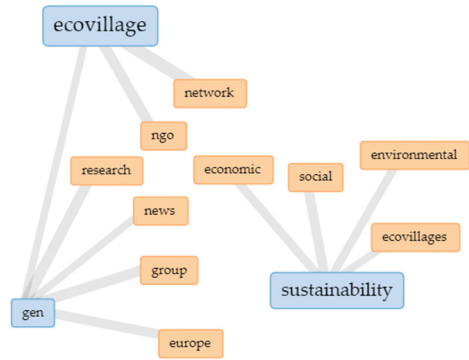 ecovillage
network
ngo
research
economic
social
environmental
news
ecovillages
group
sustainability
gen
europe